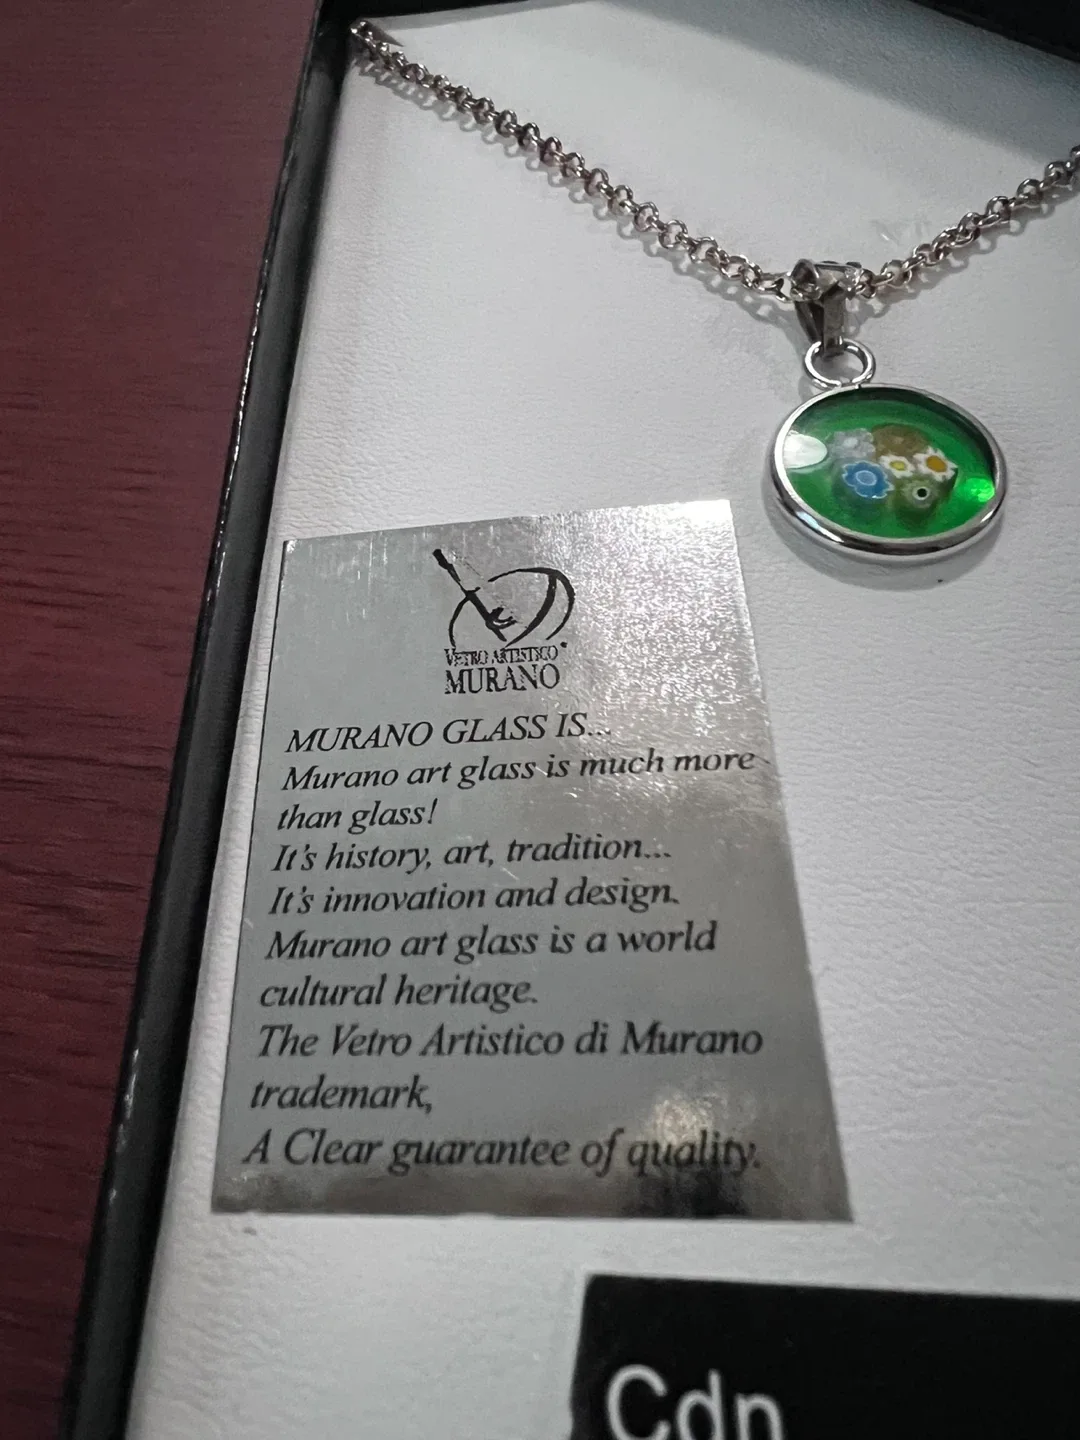 VETRO ARTISTICO®
MURANO
MURANO GLASS IS...
Murano art glass is much more
than glass!
It's history, art, tradition...
It's innovation and design.
Murano art glass is a world
cultural heritage.
The Vetro Artistico di Murano
trademark,
A Clear guarantee of quality.
Cdn